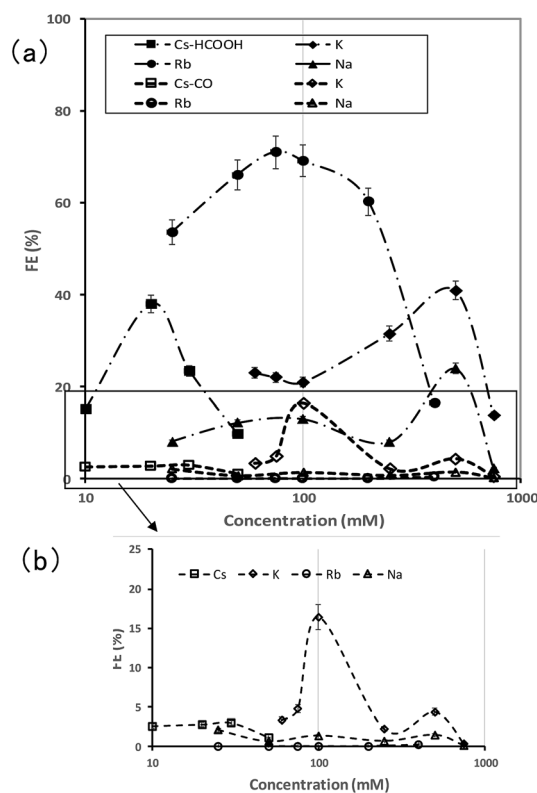 (a)
100
80
60
40
20
0
FE (%)
Cs-HCOOH K
Rb Na
Cs-CO K
Rb Na
10 100 1000
Concentration (mM)
(b)
25
20
15
10
5
0
FE (%)
Cs K Rb Na
10 100 1000
Concentration (mM)